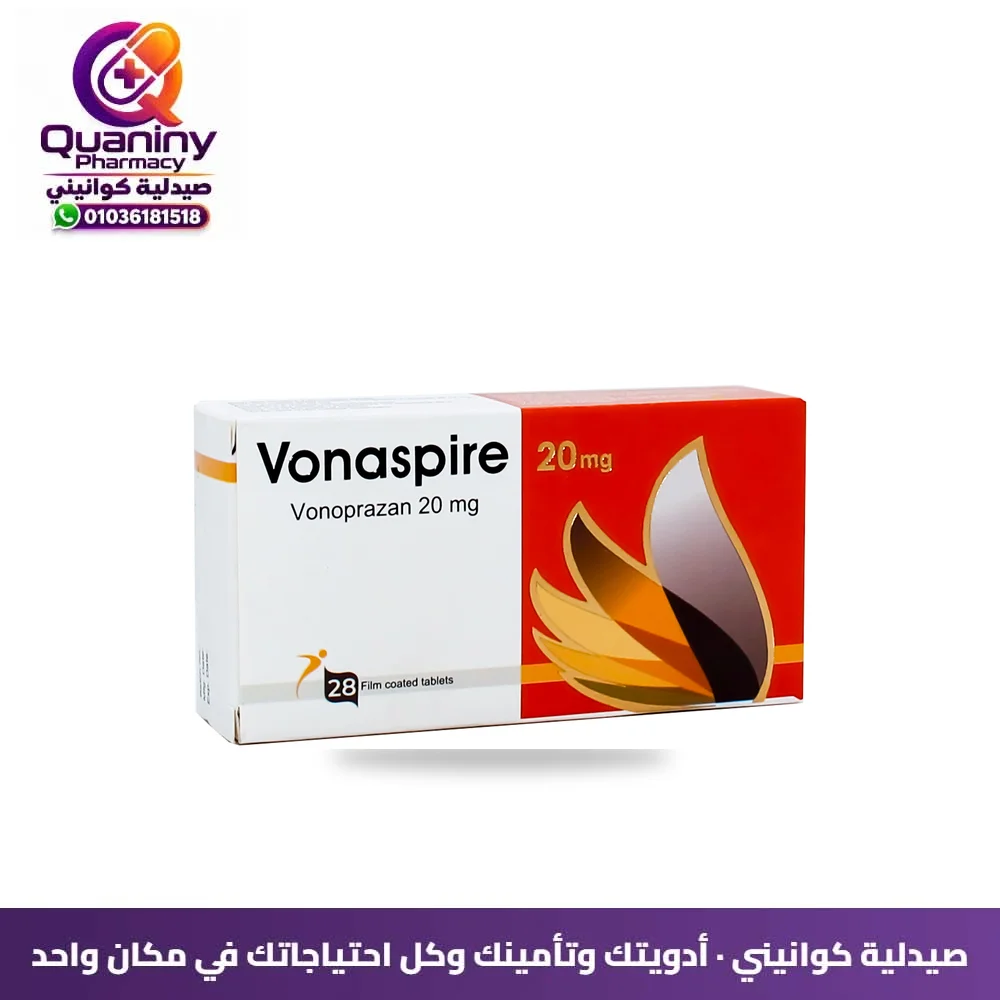 Quaniny
Pharmacy
صيدلية كوانيني
01036181518
Vonaspire
20mg
Vonoprazan 20 mg
28 Film coated tablets
صيدلية كوانيني · أدويتك وتأمينك وكل احتياجاتك في مكان واحد